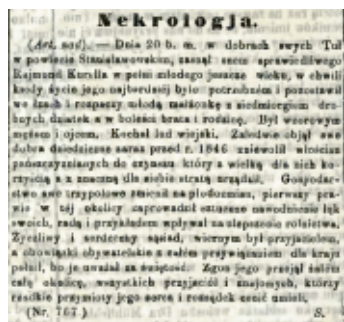 Nekrologja.
(Art. nad). — Dnia 20 b. m. w dobrach swych Tul
w powiecie Stanisławowskim, zasnął snem sprawiedliwego
Rajmund Kurella w pełni młodego jeszcze wieku, w chwili
kiedy życie jego najbardziej było potrzebnem i pozostawił
we łzach i rozpaczy młodą małżonkę z siedmiorgiem dro-
bnych dziatek a w boleści braca i rodzinę. Był wzorowym
mężem i ojcem. Kochał lud wiejski. Zaledwie objął swe
dobra dziedziczne zaraz przed r. 1846 uwolnił włościan
pańszczyźnianych do czynszu który z wielką dla nich ko-
rzyścią a z znaczną dla siebie stratą urządził. Gospodar-
stwo swe trzypolowe zmienił na płodozmian, pierwszy pra-
wie w tej okolicy zaprowadził sztuczne nawodnienie łąk
swoich, radą i przykładem wpływał na ulepszenie rolnictwa.
Życzliwy i serdeczny sąsiad, wiernym był przyjacielem,
a obowiązki obywatelskie z całem przywiązaniem dla kraju
pełnił, bo je uważał za świętość. Zgon jego przejął żalem
całą okolicę, wszystkich przyjaciół i znajomych, którzy
rzadkie przymioty jego serca i rozsądek cenić umieli.
(Nr. 767) S.